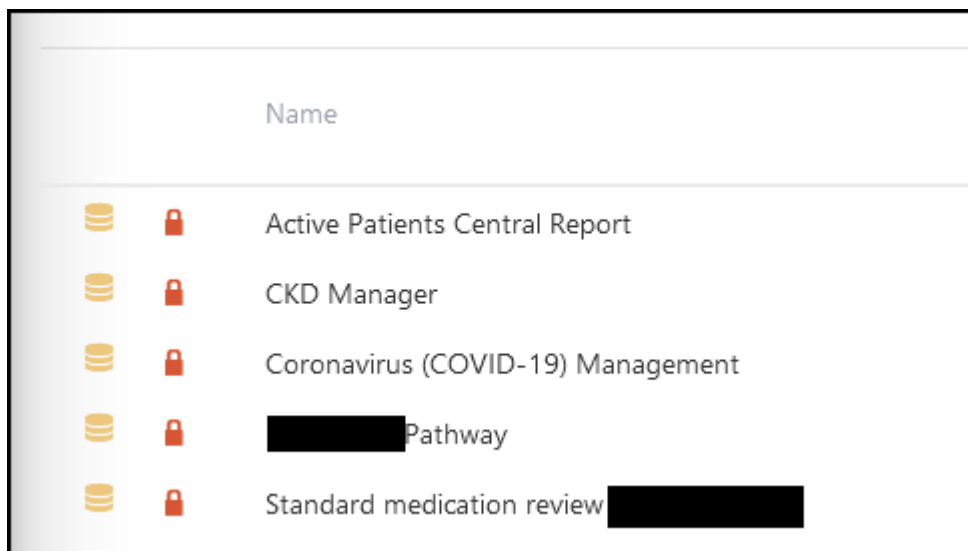 Name
Active Patients Central Report
CKD Manager
Coronavirus (COVID-19) Management
Pathway
Standard medication review